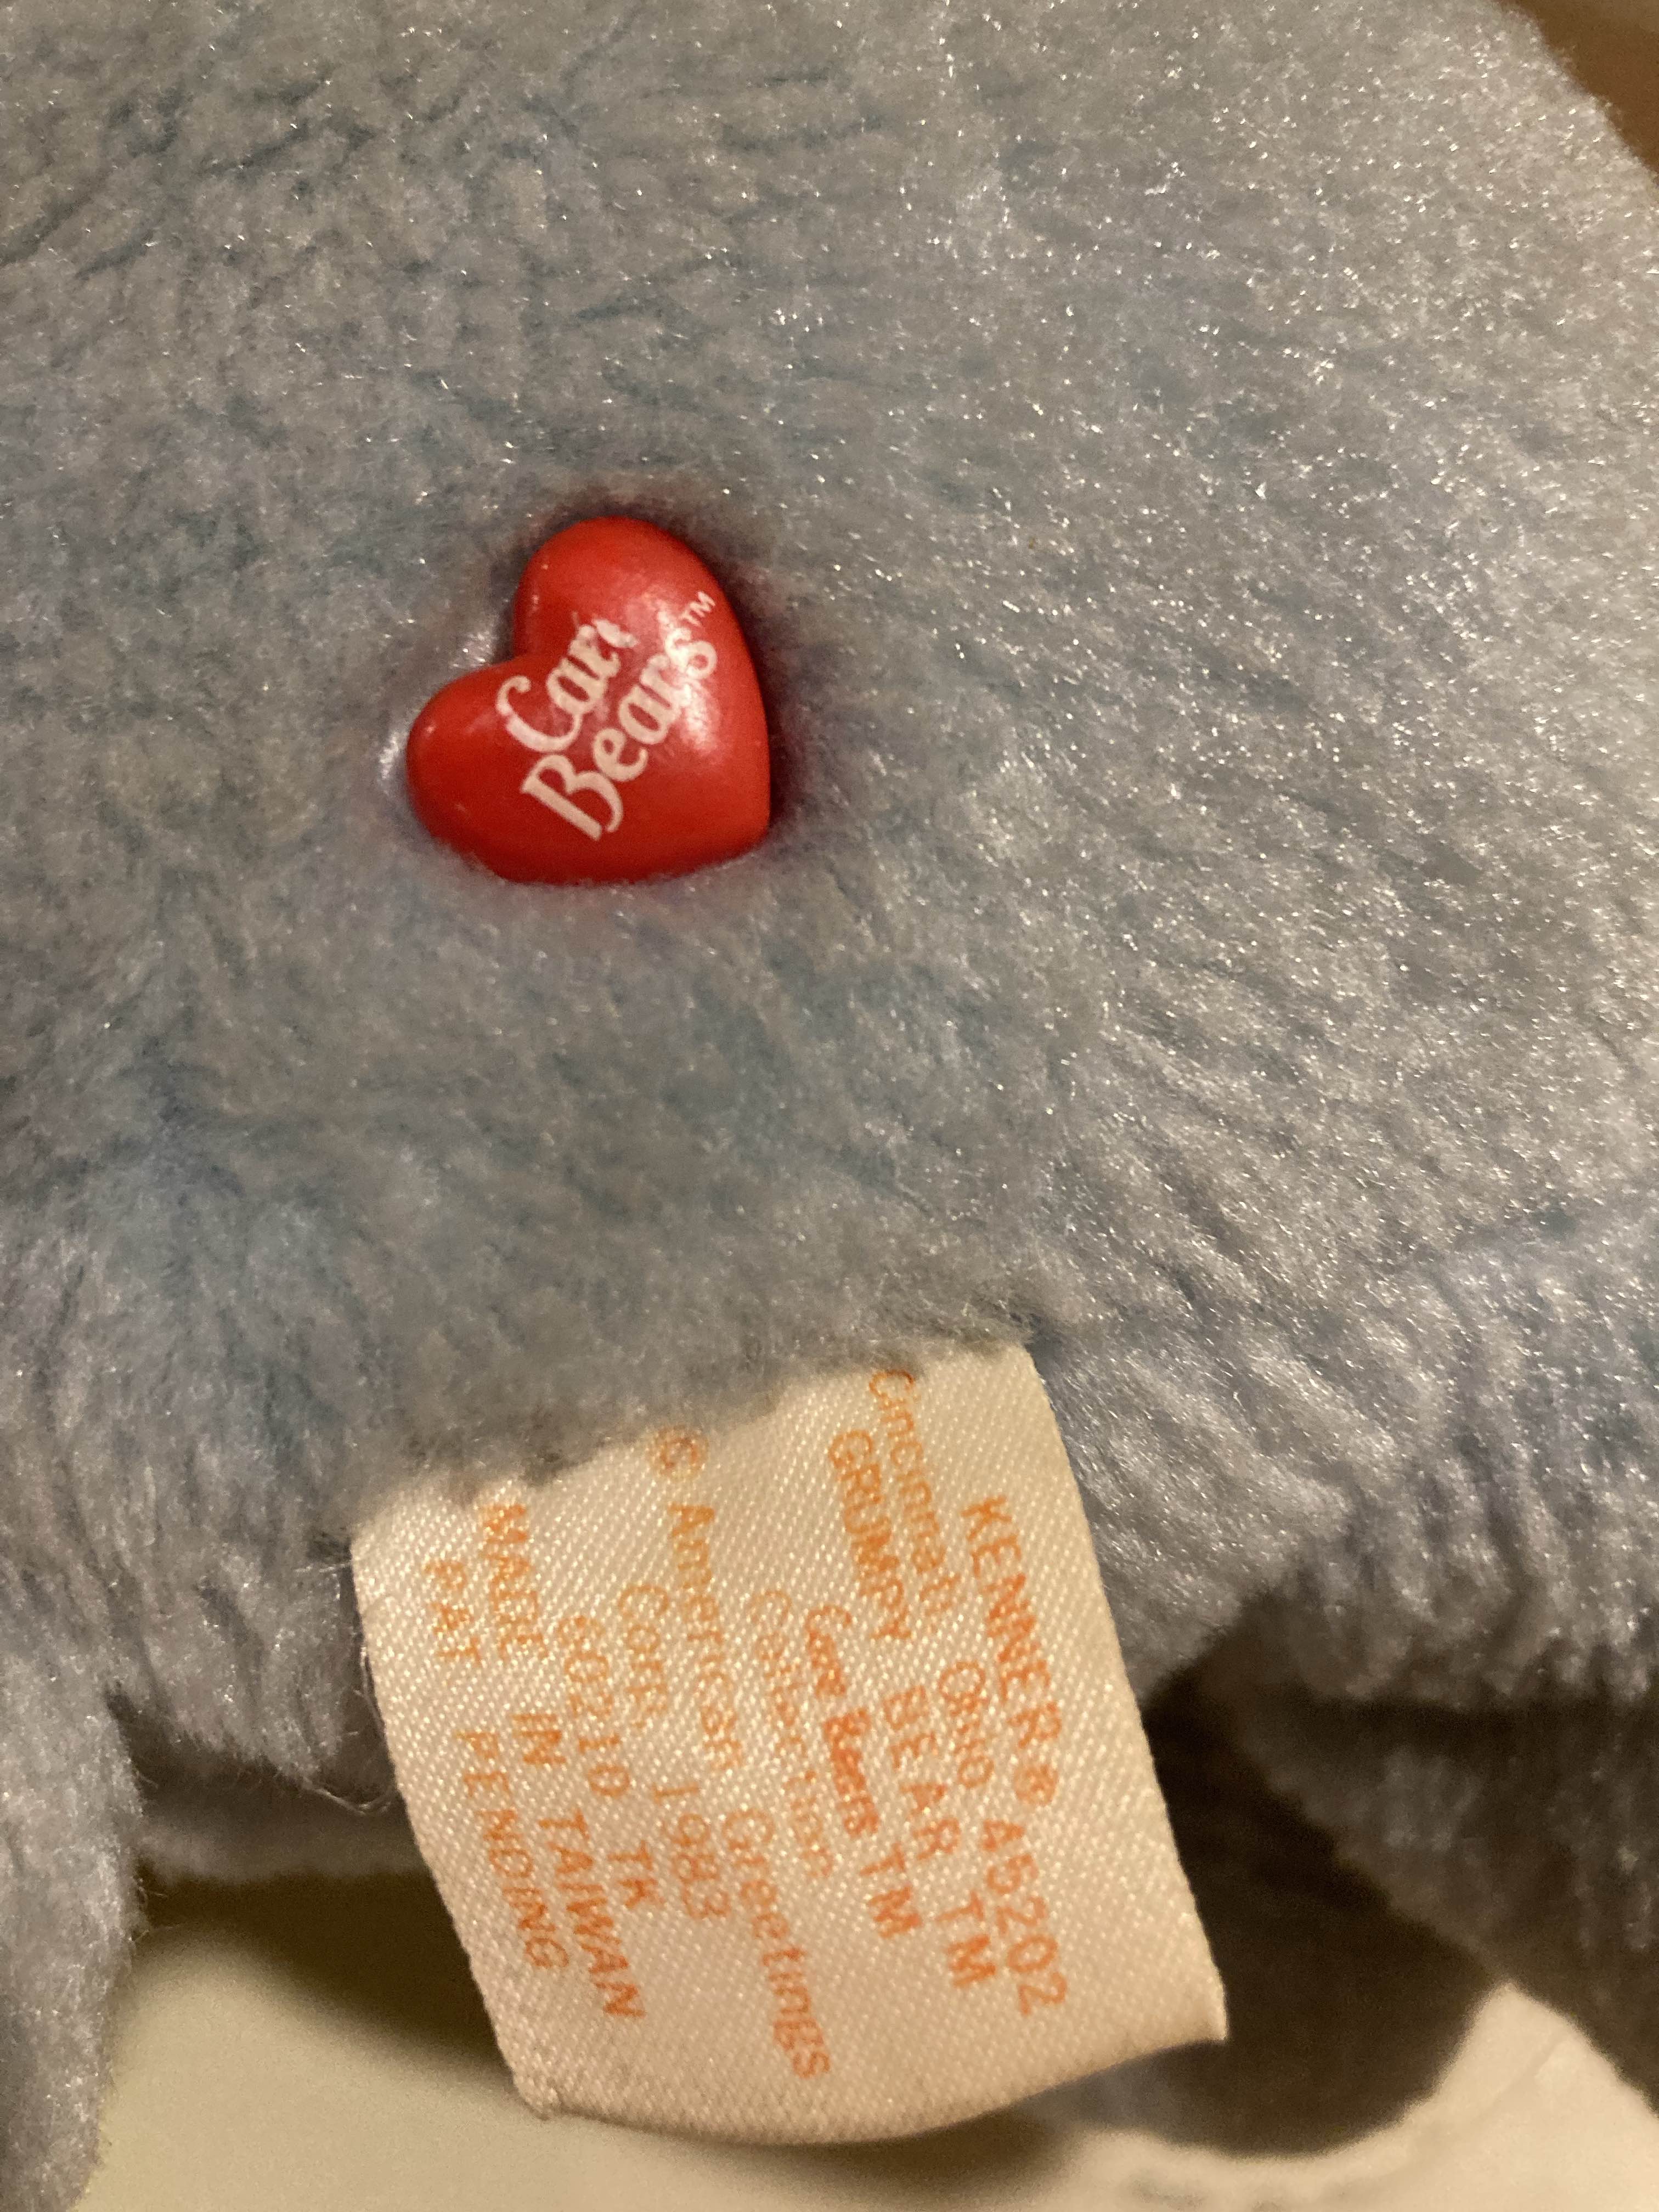 Care
Bears™
KENNER®
Cincinnati Ohio 45202
GRUMPY BEAR TM
Care Bears TM
Collection
© American Greetings
Corp. 1983
TK
MADE IN TAIWAN
PAT PENDING